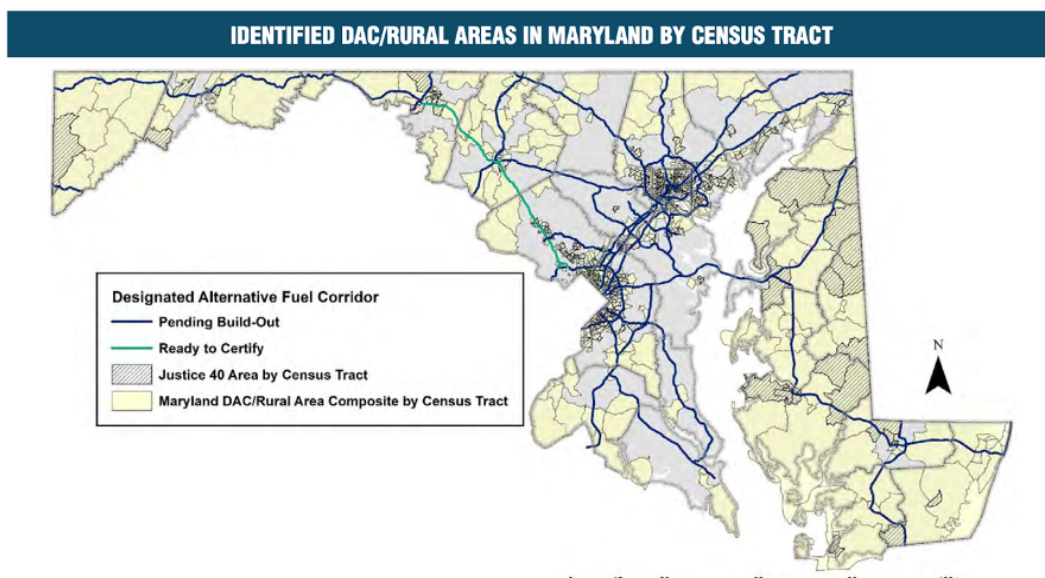 IDENTIFIED DAC/RURAL AREAS IN MARYLAND BY CENSUS TRACT
N
Designated Alternative Fuel Corridor
Pending Build-Out
Ready to Certify
Justice 40 Area by Census Tract
Maryland DAC/Rural Area Composite by Census Tract